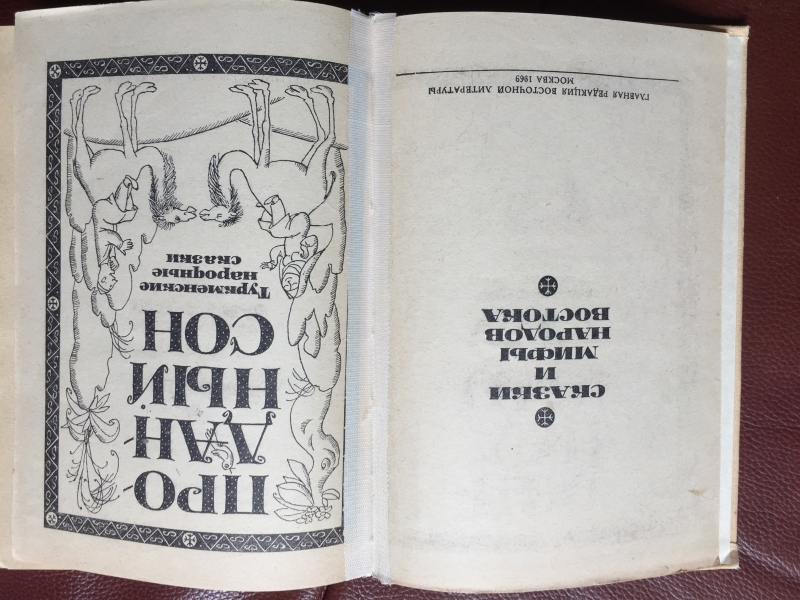 СКАЗКИ
И
МИФЫ
НАРОДОВ
ВОСТОКА
ГЛАВНАЯ РЕДАКЦИЯ ВОСТОЧНОЙ ЛИТЕРАТУРЫ
МОСКВА 1969
ПРО-
ДАН-
НЫЙ
СОН
Туркменские
народные
сказки